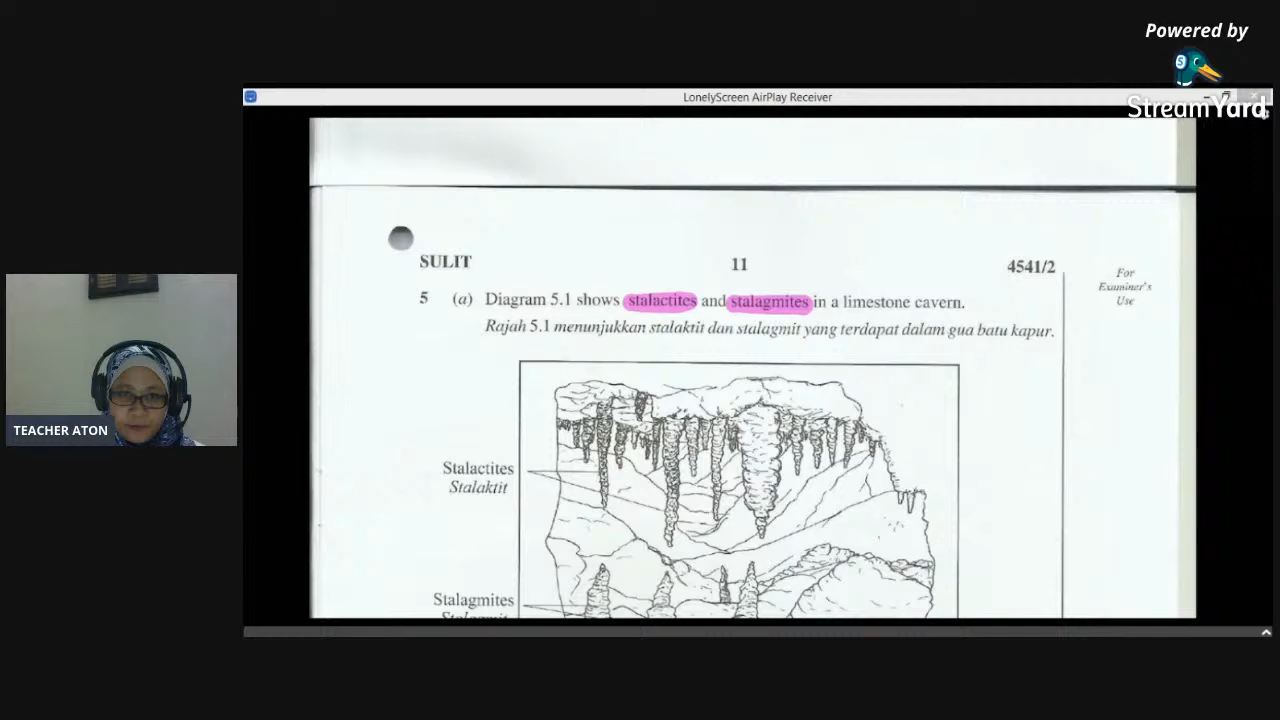 Powered by
S
StreamYard
LonelyScreen AirPlay Receiver
SULIT
11
4541/2
For
Examiner's
Use
5 (a) Diagram 5.1 shows stalactites and stalagmites in a limestone cavern.
Rajah 5.1 menunjukkan stalaktit dan stalagmit yang terdapat dalam gua batu kapur.
Stalactites
Stalaktit
Stalagmites
Stalagmit
TEACHER ATON